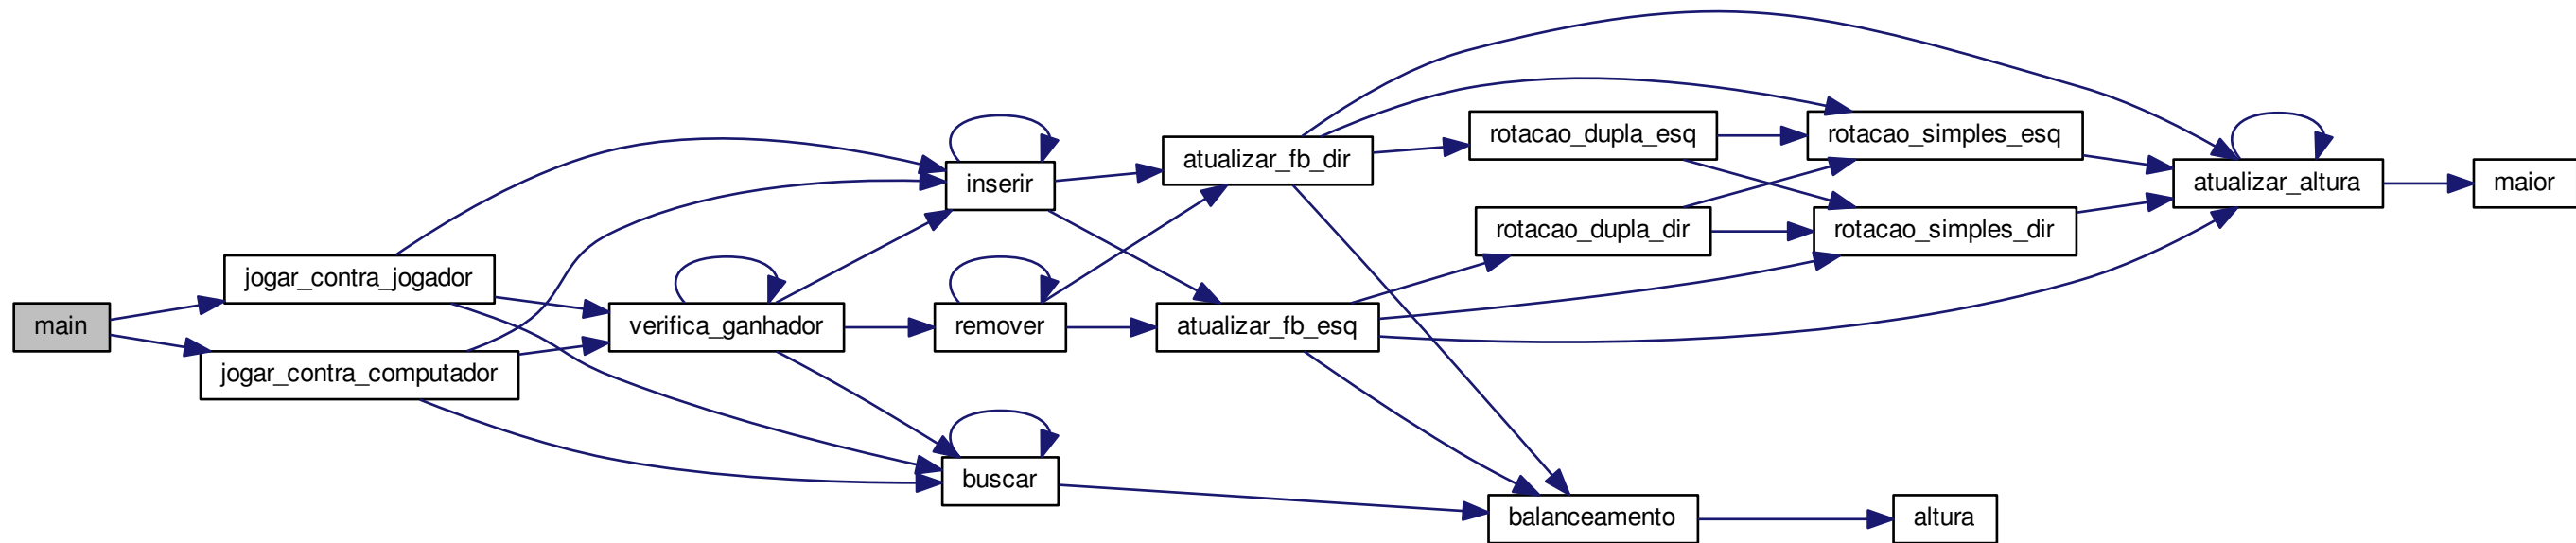 main
jogar_contra_jogador
jogar_contra_computador
verifica_ganhador
inserir
remover
buscar
atualizar_fb_dir
atualizar_fb_esq
rotacao_dupla_esq
rotacao_dupla_dir
balanceamento
rotacao_simples_esq
rotacao_simples_dir
altura
atualizar_altura
maior